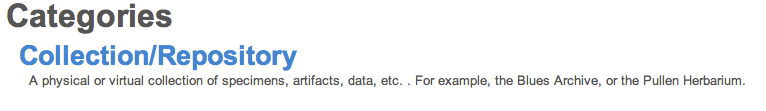 Categories
Collection/Repository
A physical or virtual collection of specimens, artifacts, data, etc. . For example, the Blues Archive, or the Pullen Herbarium.